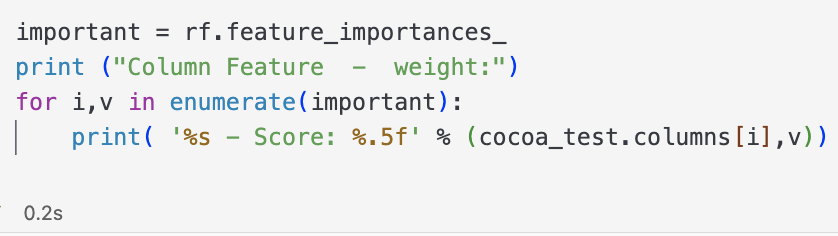 important = rf.feature_importances_
print ("Column Feature  -  weight:")
for i,v in enumerate(important):
    print( '%s - Score: %.5f' % (cocoa_test.columns[i],v))
0.2s